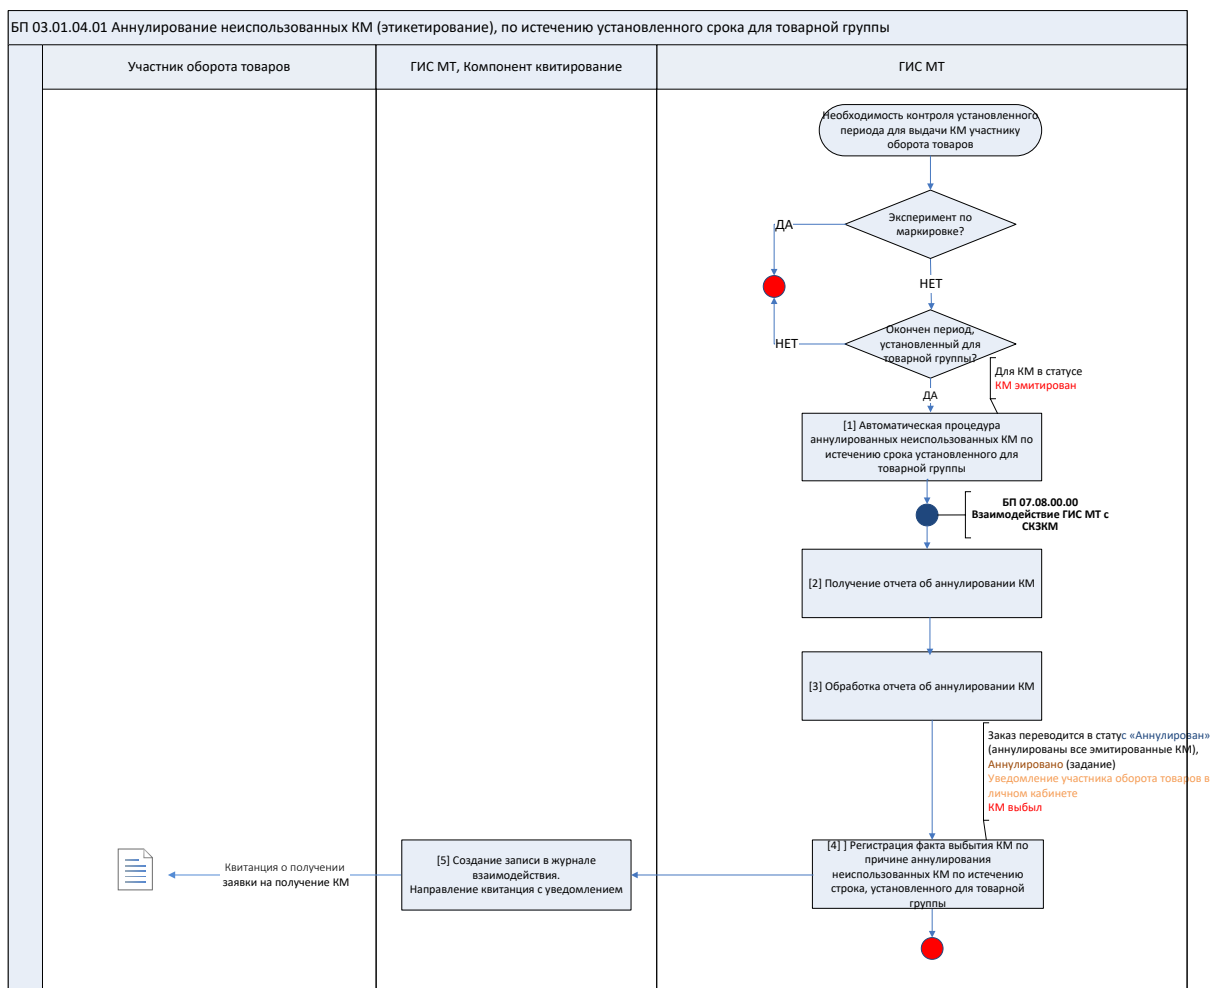 БП 03.01.04.01 Аннулирование неиспользованных КМ (этикетирование), по истечению установленного срока для товарной группы
Участник оборота товаров
ГИС МТ, Компонент квитирование
ГИС МТ
Необходимость контроля установленного
периода для выдачи КМ участнику
оборота товаров
Эксперимент по
маркировке?
ДА
НЕТ
Окончен период,
установленный для
товарной группы?
НЕТ
Для КМ в статусе
КМ эмитирован
ДА
[1] Автоматическая процедура
аннулированных неиспользованных КМ по
истечению срока установленного для
товарной группы
БП 07.08.00.00
Взаимодействие ГИС МТ с
СКЗКМ
[2] Получение отчета об аннулировании КМ
[3] Обработка отчета об аннулировании КМ
Заказ переводится в статус «Аннулирован»
(аннулированы все эмитированные КМ),
Аннулировано (задание)
Уведомление участника оборота товаров в
личном кабинете
КМ выбыл
[4] ] Регистрация факта выбытия КМ по
причине аннулирования
неиспользованных КМ по истечению
строка, установленного для товарной
группы
[5] Создание записи в журнале
взаимодействия.
Направление квитанция с уведомлением
Квитанция о получении
заявки на получение КМ